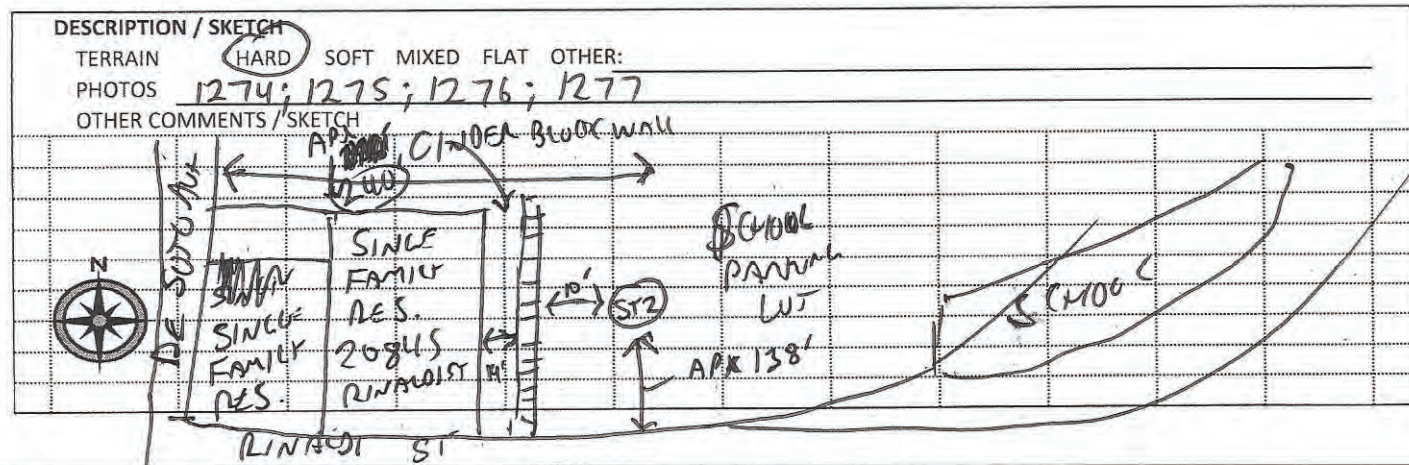 DESCRIPTION / SKETCH
TERRAIN HARD SOFT MIXED FLAT OTHER:
PHOTOS 1274; 1275; 1276; 1277
OTHER COMMENTS / SKETCH
APX CINDER BLOCK WALL
240
DE SOTO AVE
N
SINGLE
FAMILY
RES.
SINGLE
FAMILY
RES.
20845
RINALDI ST
14'
10'
ST2
SCHOOL
PARKING
LOT
APX 138'
SCHOOL
RINALDI ST